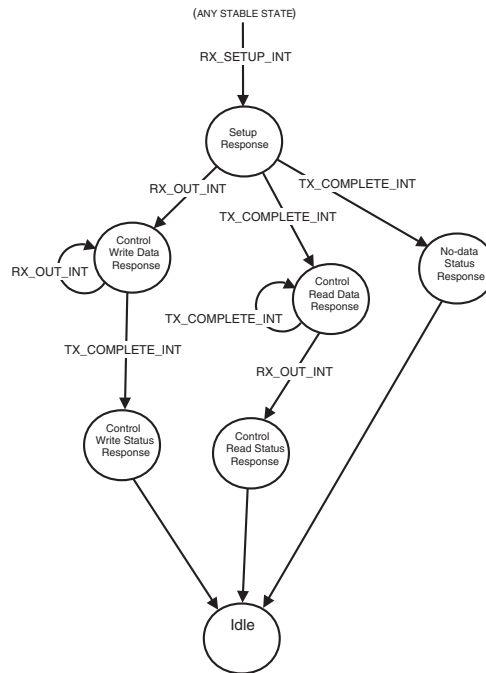 (ANY STABLE STATE)
RX_SETUP_INT
Setup
Response
RX_OUT_INT
TX_COMPLETE_INT
TX_COMPLETE_INT
Control
Write Data
Response
RX_OUT_INT
No-data
Status
Response
Control
Read Data
Response
TX_COMPLETE_INT
TX_COMPLETE_INT
RX_OUT_INT
Control
Write Status
Response
Control
Read Status
Response
Idle